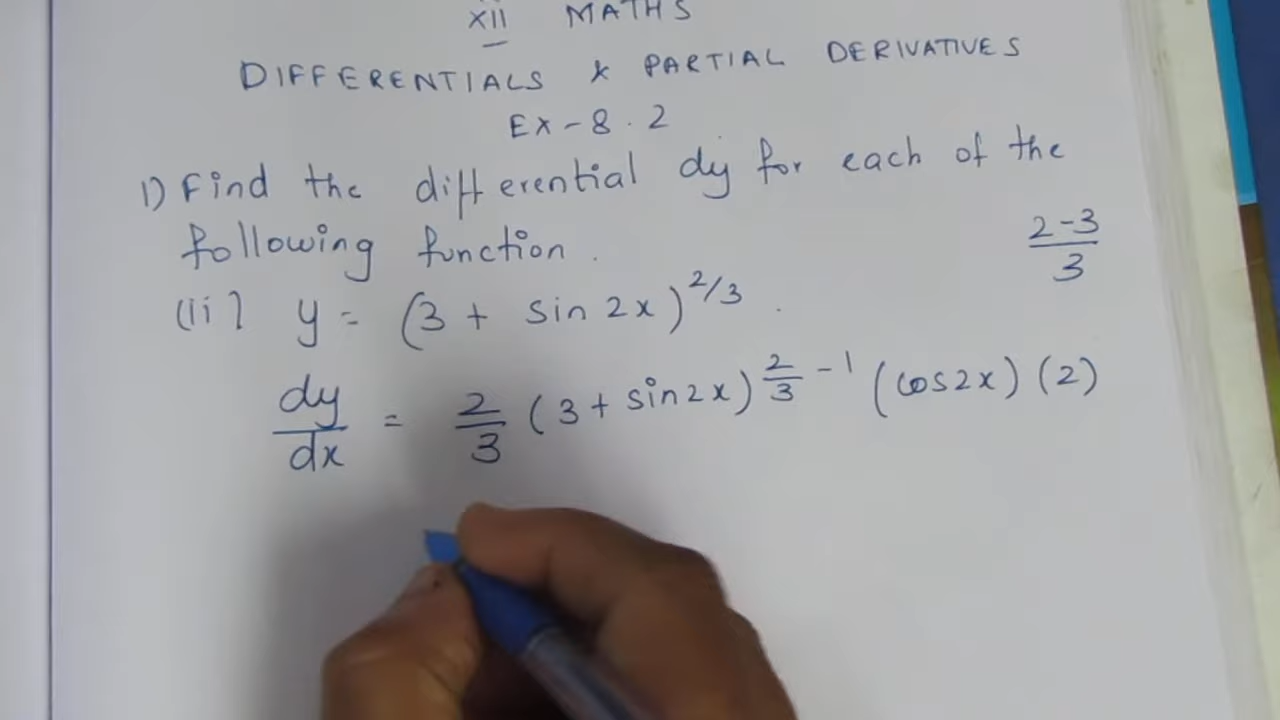 XII MATHS
DIFFERENTIALS & PARTIAL DERIVATIVES
EX-8.2
1) Find the differential dy for each of the
following function.
2-3/3
(ii) y = (3 + sin 2x)^2/3.
dy/dx = 2/3 (3 + sin2x)^2/3 - 1 (cos2x) (2)